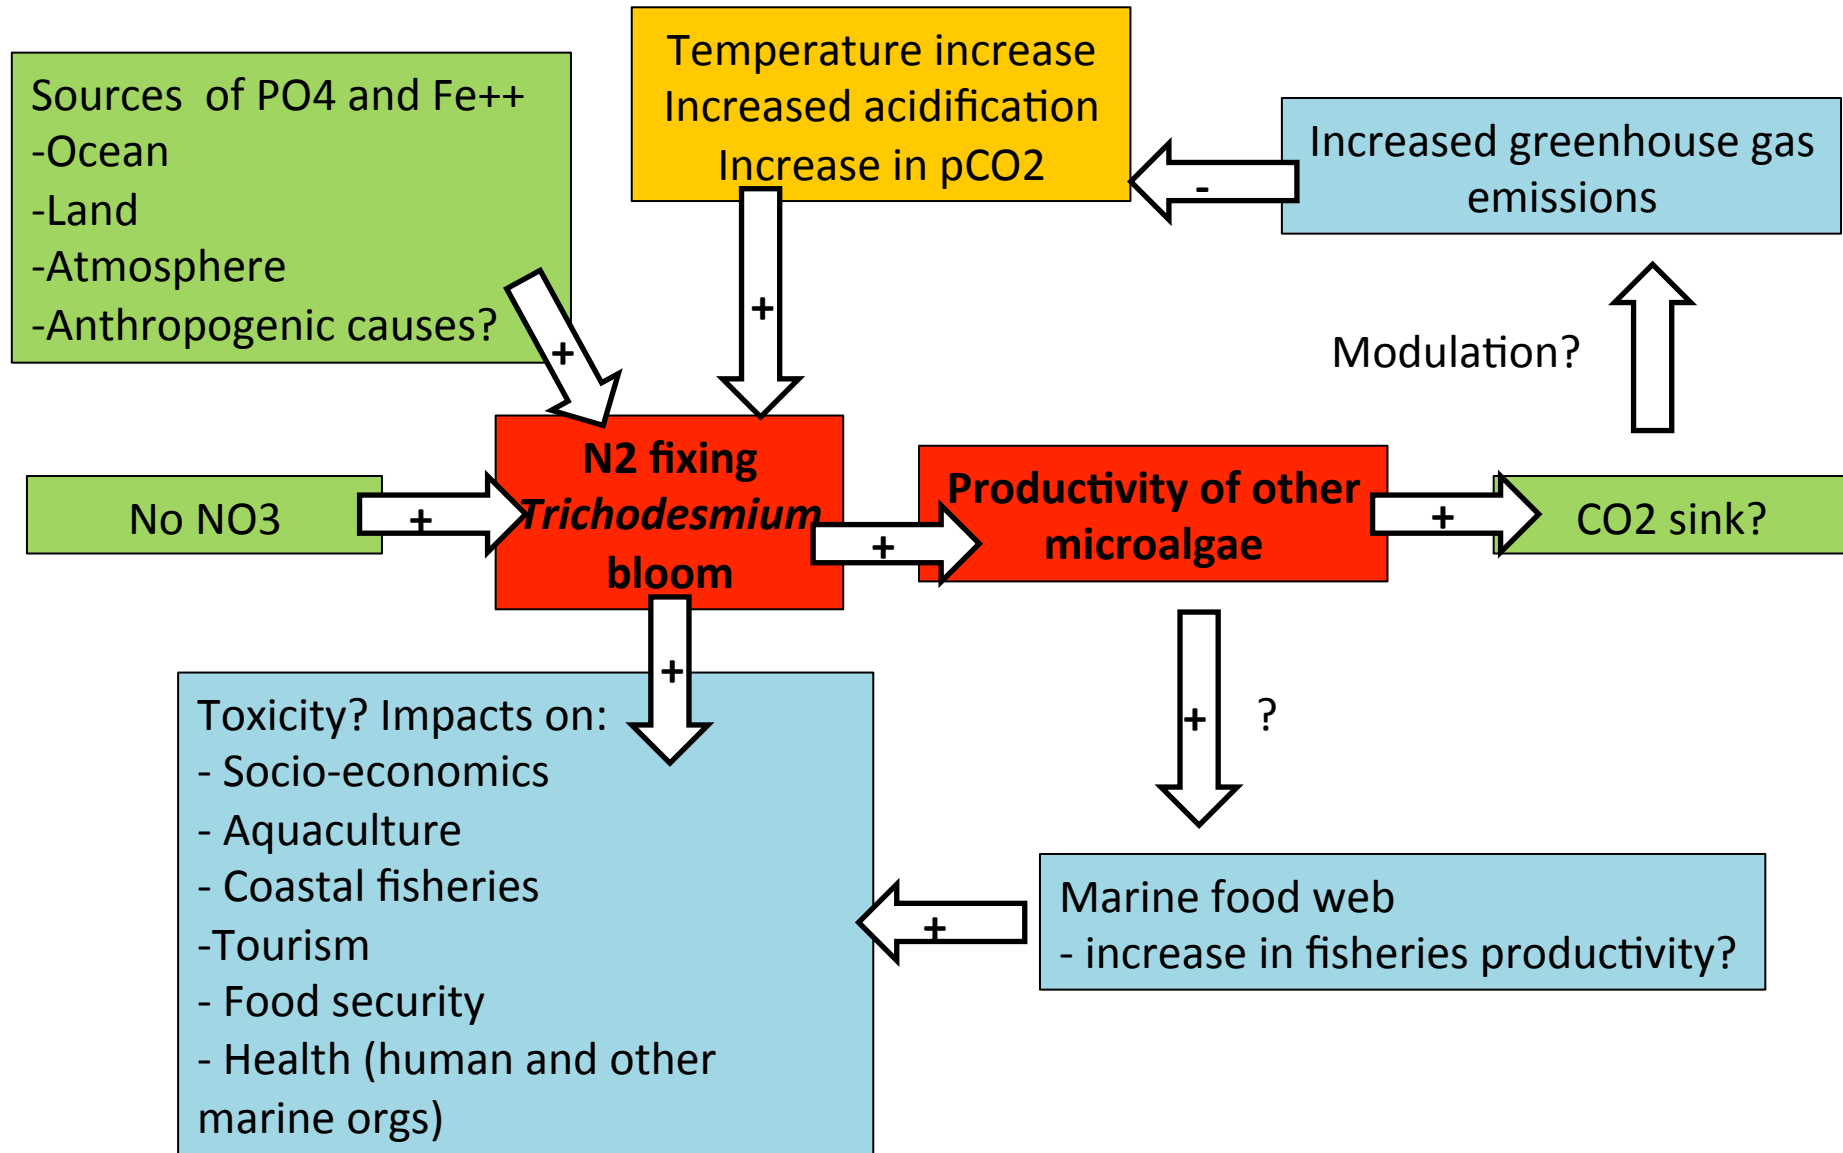 Sources  of PO4 and Fe++
-Ocean
-Land
-Atmosphere
-Anthropogenic causes?
+
Temperature increase
Increased acidification
Increase in pCO2
+
-
Increased greenhouse gas
emissions
Modulation?
No NO3
+
N2 fixing
Trichodesmium
bloom
+
Productivity of other
microalgae
+
CO2 sink?
+
Toxicity? Impacts on:
- Socio-economics
- Aquaculture
- Coastal fisheries
-Tourism
- Food security
- Health (human and other
marine orgs)
+
?
+
Marine food web
- increase in fisheries productivity?